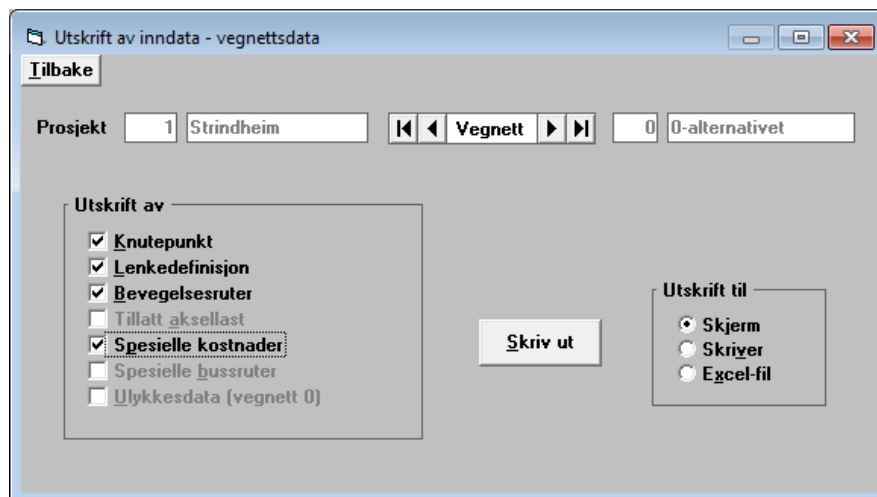 Utskrift av inndata - vegnettsdata
Tilbake
Prosjekt 1 Strindheim Vegnett 0 0-alternativet
Utskrift av
Knutepunkt
Lenkedefinisjon
Bevegelsesruter
Tillatt aksellast
Spesielle kostnader
Spesielle bussruter
Ulykkesdata (vegnett 0)
Skriv ut
Utskrift til
Skjerm
Skriver
Excel-fil